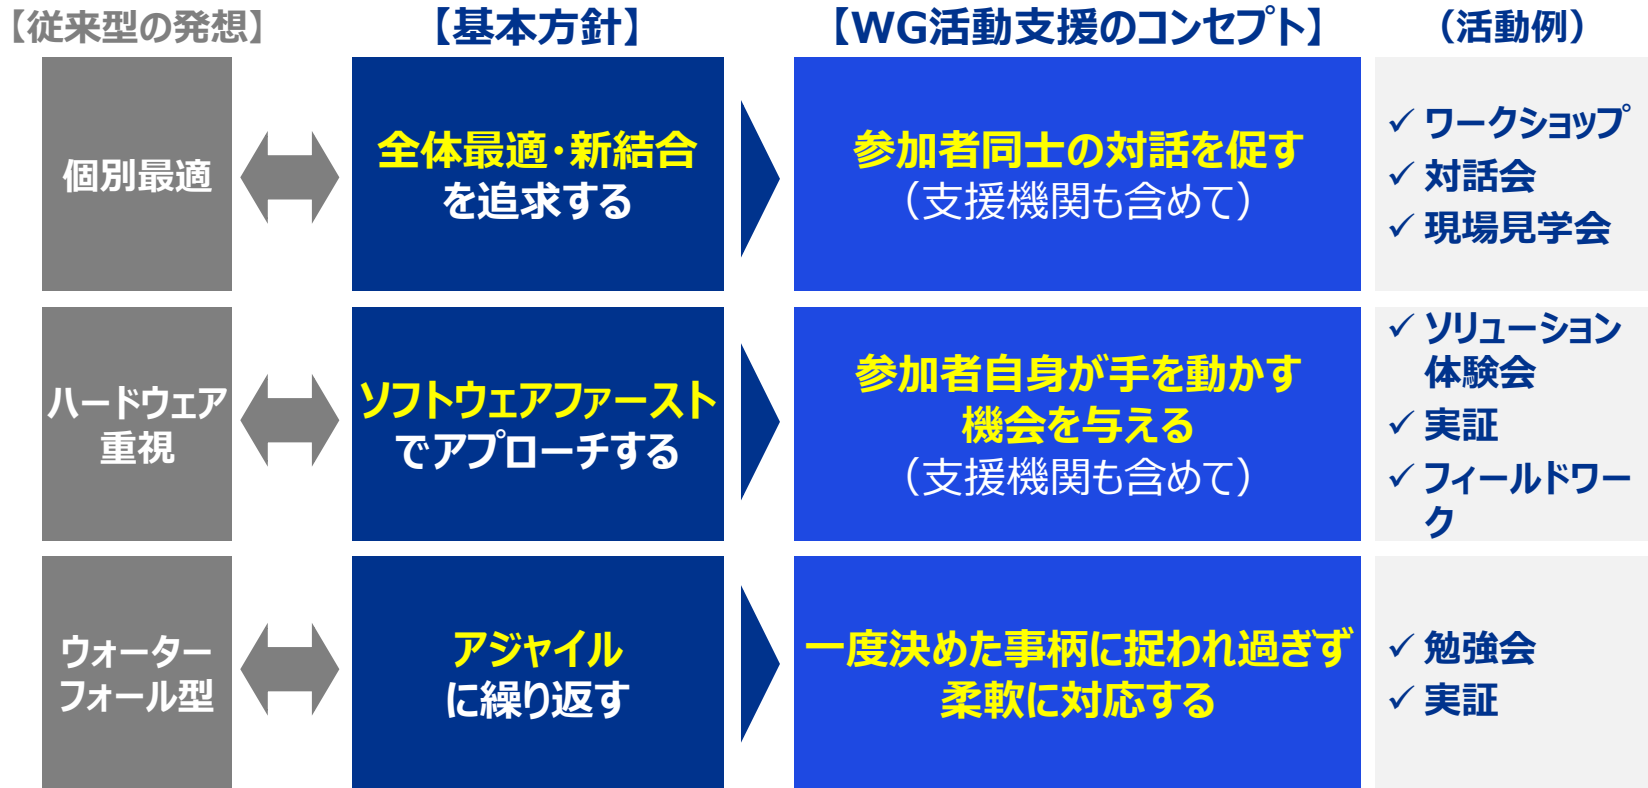 【従来型の発想】
【基本方針】
【WG活動支援のコンセプト】
（活動例）
個別最適
全体最適・新結合
を追求する
参加者同士の対話を促す
（支援機関も含めて）
✓ ワークショップ
✓ 対話会
✓ 現場見学会
ハードウェア
重視
ソフトウェアファースト
でアプローチする
参加者自身が手を動かす
機会を与える
（支援機関も含めて）
✓ ソリューション
体験会
✓ 実証
✓ フィールドワー
ク
ウォーター
フォール型
アジャイル
に繰り返す
一度決めた事柄に捉われ過ぎず
柔軟に対応する
✓ 勉強会
✓ 実証